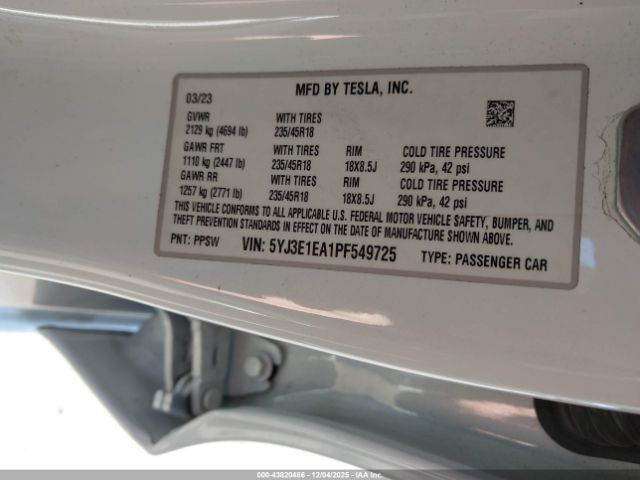 MFD BY TESLA, INC.
03/23
GVWR WITH TIRES
2129 kg (4694 lb) 235/45R18
GAWR FRT WITH TIRES RIM COLD TIRE PRESSURE
1110 kg (2447 lb) 235/45R18 18X8.5J 290 kPa, 42 psi
GAWR RR WITH TIRES RIM COLD TIRE PRESSURE
1257 kg (2771 lb) 235/45R18 18X8.5J 290 kPa, 42 psi
THIS VEHICLE CONFORMS TO ALL APPLICABLE U.S. FEDERAL MOTOR VEHICLE SAFETY, BUMPER, AND
THEFT PREVENTION STANDARDS IN EFFECT ON THE DATE OF MANUFACTURE SHOWN ABOVE.
PNT: PPSW VIN: 5YJ3E1EA1PF549725 TYPE: PASSENGER CAR
000-43820486 - 12/04/2025 - COPYRIGHT © IAA